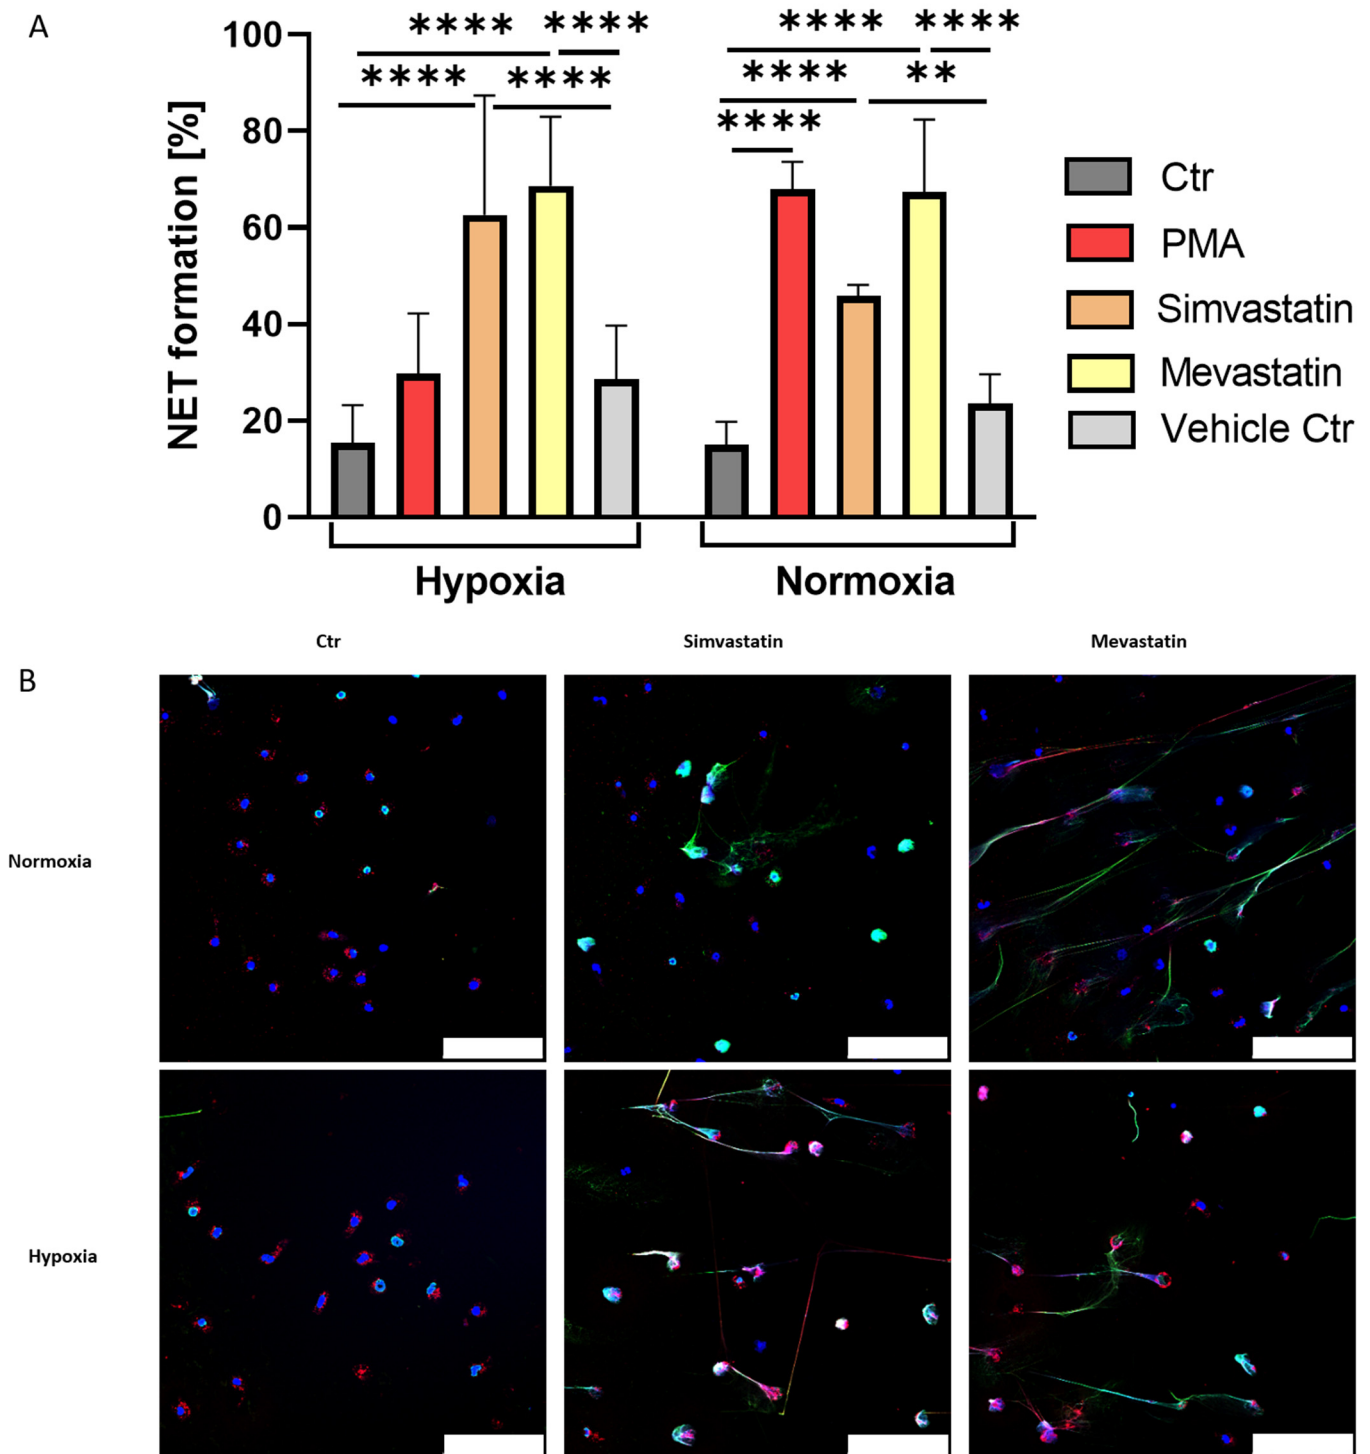 A
NET formation [%]
100
80
60
40
20
0
**** ****
**** ****
**** ****
**** **
****
Hypoxia Normoxia
Ctr
PMA
Simvastatin
Mevastatin
Vehicle Ctr
B
Ctr Simvastatin Mevastatin
Normoxia
Hypoxia